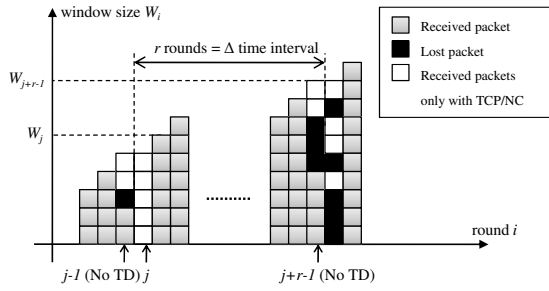 window size W_i
r rounds = Δ time interval
W_{j+r-1}
W_j
Received packet
Lost packet
Received packets
only with TCP/NC
round i
j-1 (No TD) j
j+r-1 (No TD)